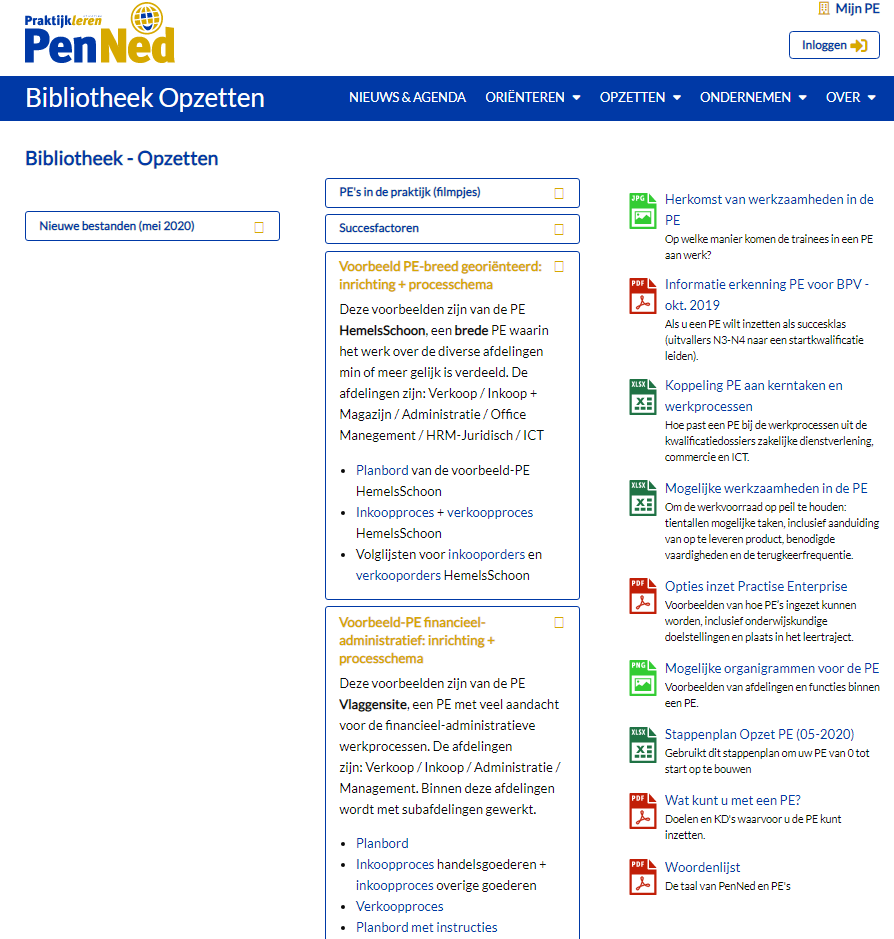 Praktijkleren
PenNed
Mijn PE
Inloggen
Bibliotheek Opzetten
NIEUWS & AGENDA
ORIËNTEREN
OPZETTEN
ONDERNEMEN
OVER
Bibliotheek - Opzetten
Nieuwe bestanden (mei 2020)
PE's in de praktijk (filmpjes)
Succesfactoren
Voorbeeld PE-breed georiënteerd:
inrichting + processchema
Deze voorbeelden zijn van de PE
HemelsSchoon, een brede PE waarin
het werk over de diverse afdelingen
min of meer gelijk is verdeeld. De
afdelingen zijn: Verkoop / Inkoop +
Magazijn / Administratie / Office
Manegement / HRM-Juridisch / ICT
• Planbord van de voorbeeld-PE
HemelsSchoon
• Inkoopproces + verkoopproces
HemelsSchoon
• Volglijsten voor inkooporders en
verkooporders HemelsSchoon
Voorbeeld-PE financieel-
administratief: inrichting +
processchema
Deze voorbeelden zijn van de PE
Vlaggensite, een PE met veel aandacht
voor de financieel-administratieve
werkprocessen. De afdelingen
zijn: Verkoop / Inkoop / Administratie /
Management. Binnen deze afdelingen
wordt met subafdelingen gewerkt.
• Planbord
• Inkoopproces handelsgoederen +
inkoopproces overige goederen
• Verkoopproces
• Planbord met instructies
JPG
Herkomst van werkzaamheden in de
PE
Op welke manier komen de trainees in een PE
aan werk?
PDF
Informatie erkenning PE voor BPV -
okt. 2019
Als u een PE wilt inzetten als succesklas
(uitvallers N3-N4 naar een startkwalificatie
leiden).
XLSX
Koppeling PE aan kerntaken en
werkprocessen
Hoe past een PE bij de werkprocessen uit de
kwalificatiedossiers zakelijke dienstverlening,
commercie en ICT.
XLSX
Mogelijke werkzaamheden in de PE
Om de werkvoorraad op peil te houden:
tientallen mogelijke taken, inclusief aanduiding
van op te leveren product, benodigde
vaardigheden en de terugkeerfrequentie.
PDF
Opties inzet Practise Enterprise
Voorbeelden van hoe PE's ingezet kunnen
worden, inclusief onderwijskundige
doelstellingen en plaats in het leertraject.
PNG
Mogelijke organigrammen voor de PE
Voorbeelden van afdelingen en functies binnen
een PE.
XLSX
Stappenplan Opzet PE (05-2020)
Gebruikt dit stappenplan om uw PE van 0 tot
start op te bouwen
PDF
Wat kunt u met een PE?
Doelen en KD's waarvoor u de PE kunt
inzetten.
PDF
Woordenlijst
De taal van PenNed en PE's